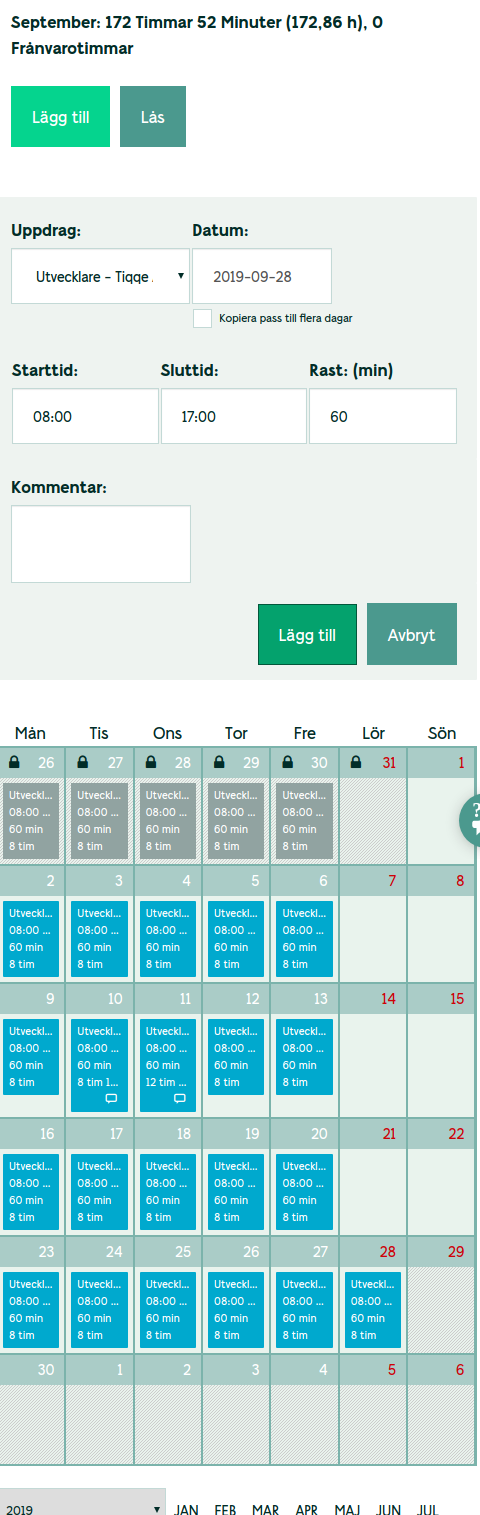 September: 172 Timmar 52 Minuter (172,86 h), 0
Frånvarotimmar
Lägg till Lås
Uppdrag: Datum:
Utvecklare - Tiqqe 2019-09-28
Kopiera pass till flera dagar
Starttid: Sluttid: Rast: (min)
08:00 17:00 60
Kommentar:
Lägg till Avbryt
Mån Tis Ons Tor Fre Lör Sön
26 27 28 29 30 31 1
Utveckl... Utveckl... Utveckl... Utveckl... Utveckl...
08:00 ... 08:00 ... 08:00 ... 08:00 ... 08:00 ...
60 min 60 min 60 min 60 min 60 min
8 tim 8 tim 8 tim 8 tim 8 tim
?
2 3 4 5 6 7 8
Utveckl... Utveckl... Utveckl... Utveckl... Utveckl...
08:00 ... 08:00 ... 08:00 ... 08:00 ... 08:00 ...
60 min 60 min 60 min 60 min 60 min
8 tim 8 tim 8 tim 8 tim 8 tim
9 10 11 12 13 14 15
Utveckl... Utveckl... Utveckl... Utveckl... Utveckl...
08:00 ... 08:00 ... 08:00 ... 08:00 ... 08:00 ...
60 min 60 min 60 min 60 min 60 min
8 tim 8 tim 1... 12 tim ... 8 tim 8 tim
16 17 18 19 20 21 22
Utveckl... Utveckl... Utveckl... Utveckl... Utveckl...
08:00 ... 08:00 ... 08:00 ... 08:00 ... 08:00 ...
60 min 60 min 60 min 60 min 60 min
8 tim 8 tim 8 tim 8 tim 8 tim
23 24 25 26 27 28 29
Utveckl... Utveckl... Utveckl... Utveckl... Utveckl... Utveckl...
08:00 ... 08:00 ... 08:00 ... 08:00 ... 08:00 ... 08:00 ...
60 min 60 min 60 min 60 min 60 min 60 min
8 tim 8 tim 8 tim 8 tim 8 tim 8 tim
30 1 2 3 4 5 6
2019 JAN FEB MAR APR MAJ JUN JUL